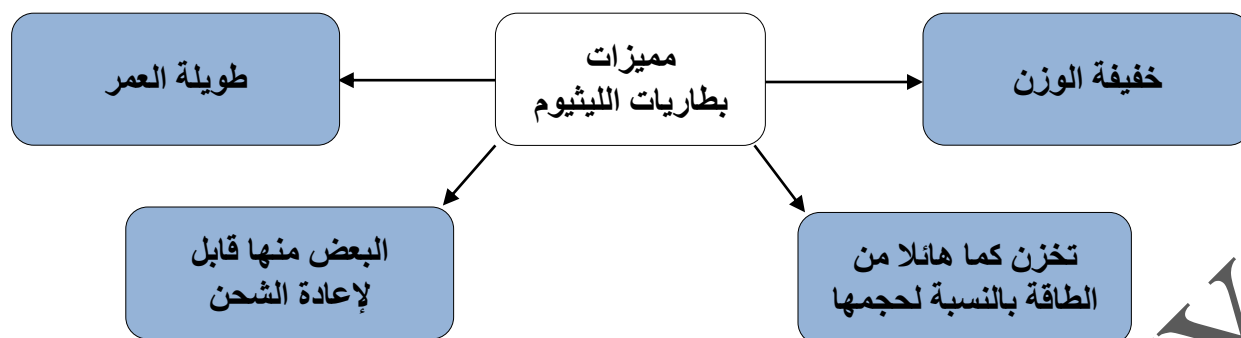 مميزات
بطاريات الليثيوم
خفيفة الوزن
طويلة العمر
تخزن كما هائلا من
الطاقة بالنسبة لحجمها
البعض منها قابل
لإعادة الشحن